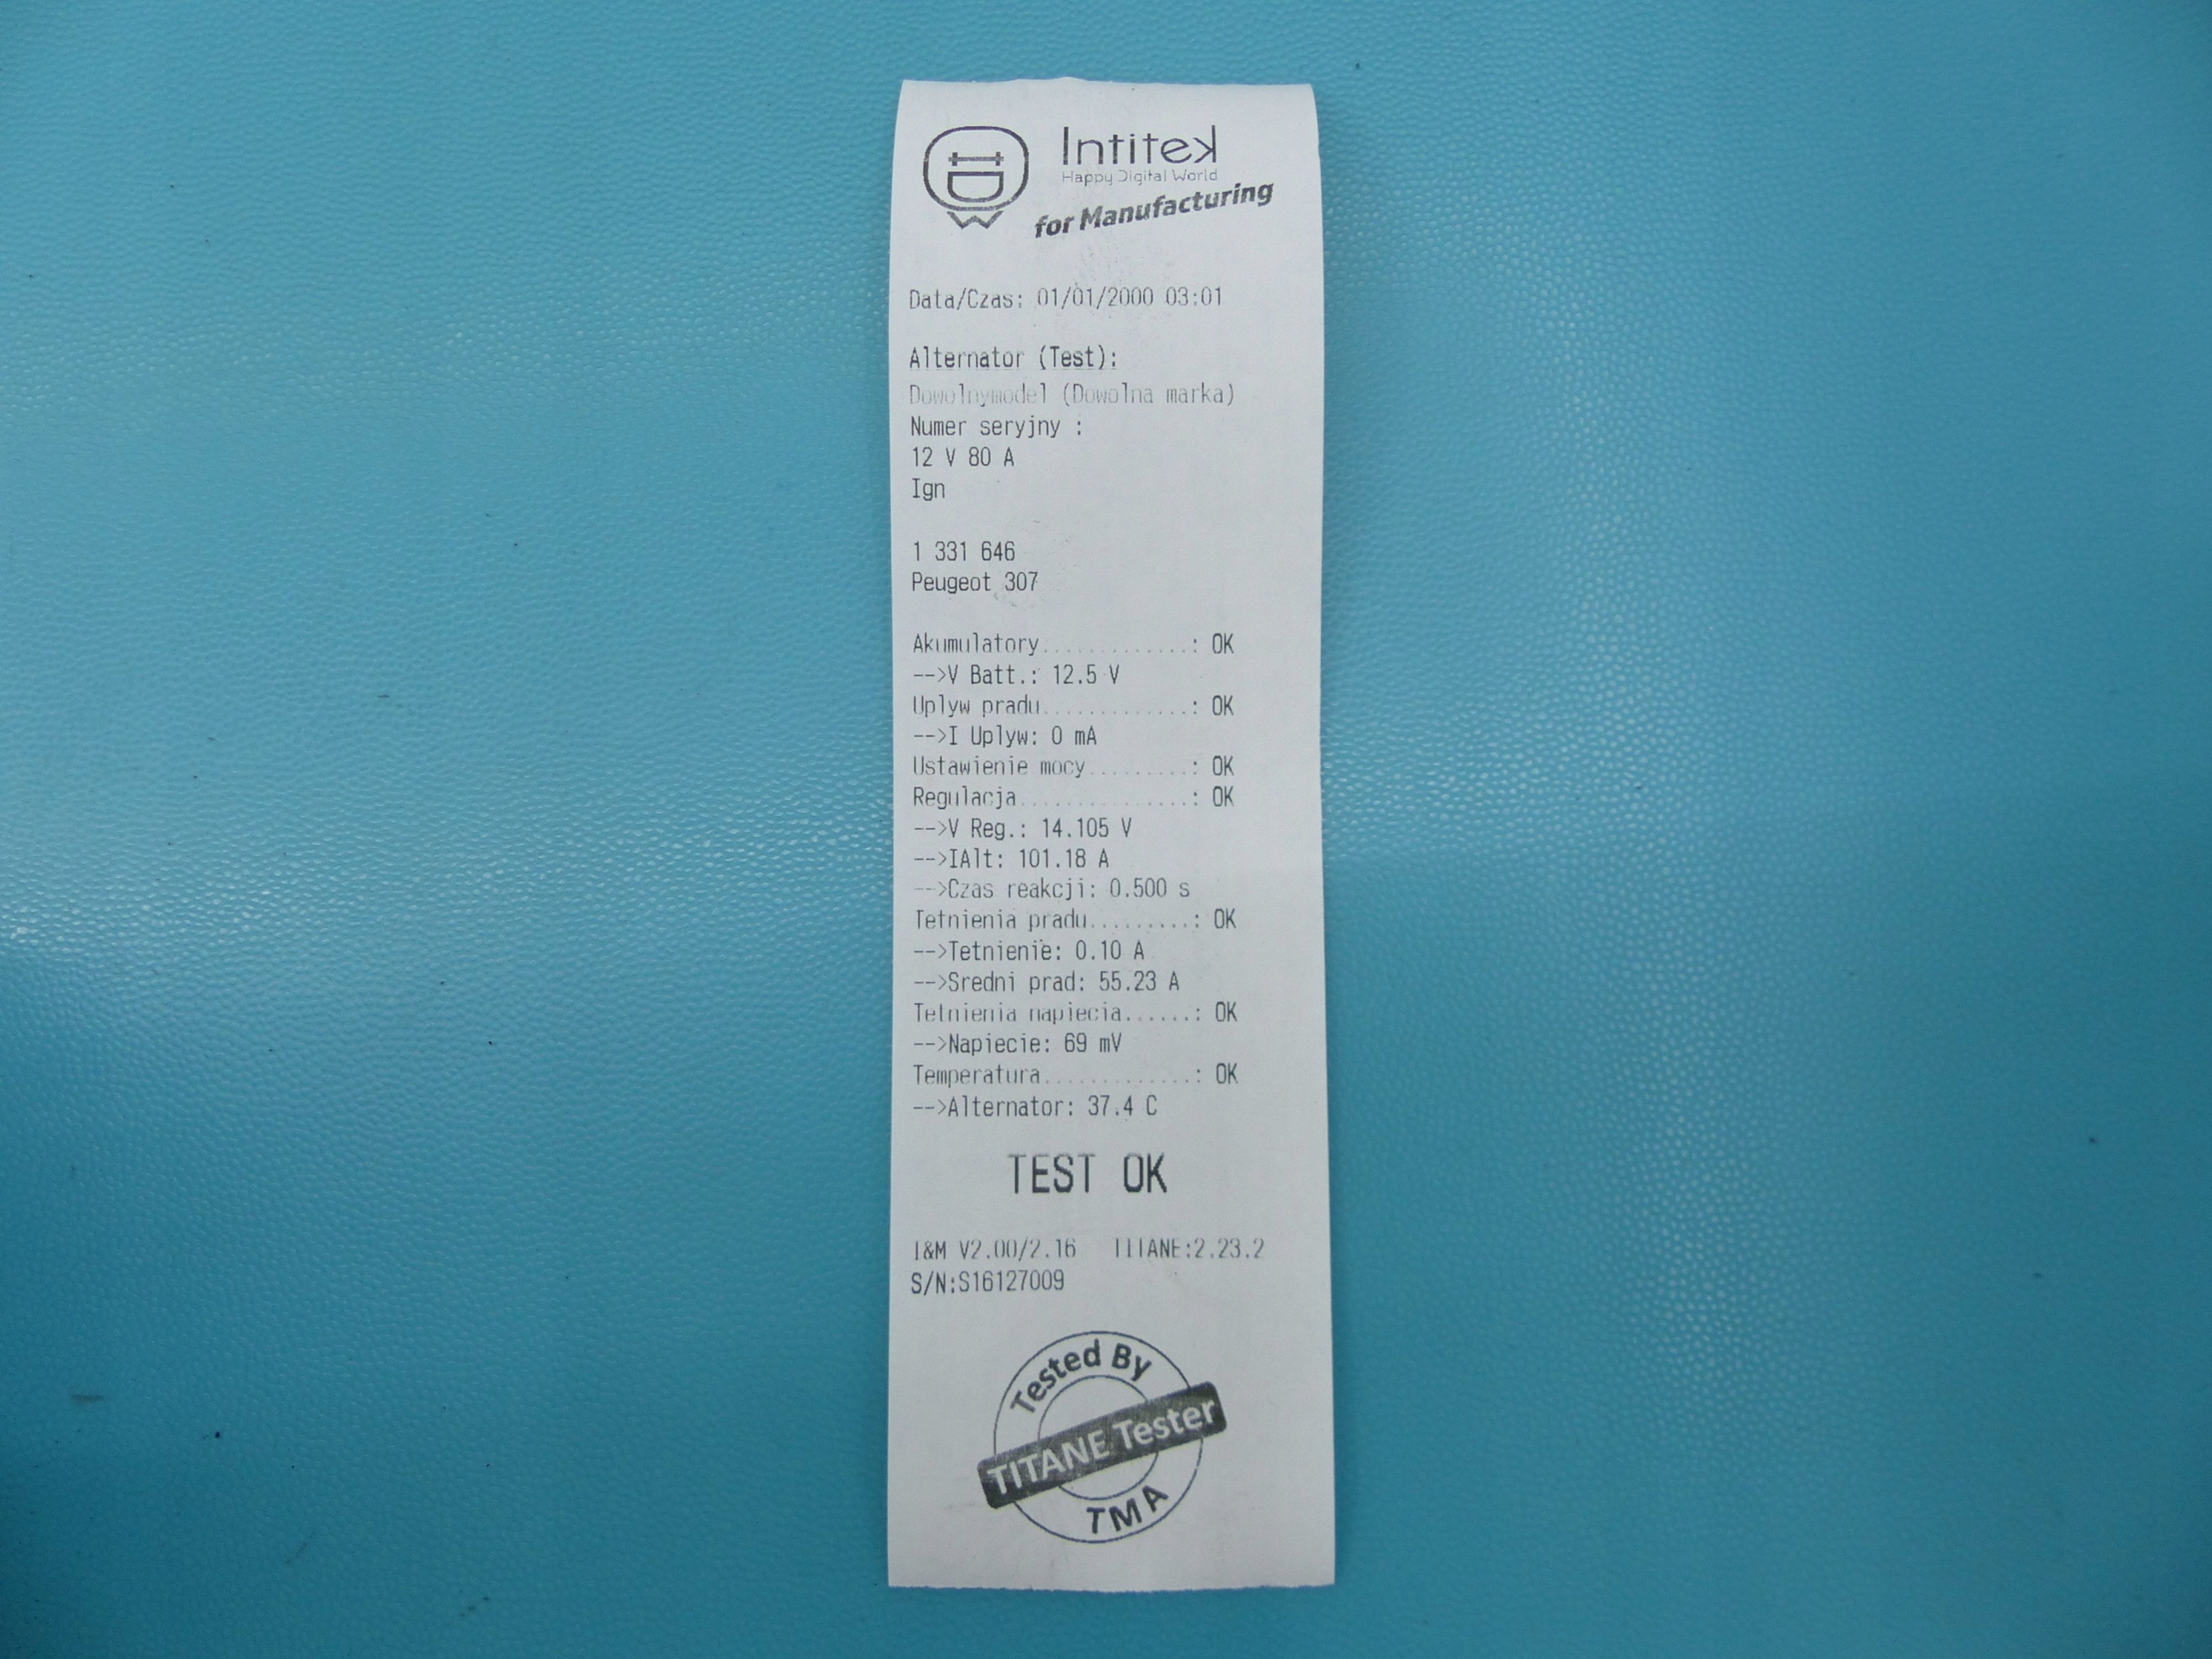 Intitek
Happy Digital World
for Manufacturing
Data/Czas: 01/01/2000 03:01
Alternator (Test):
Dowolnymodel (Dowolna marka)
Numer seryjny :
12 V 80 A
Ign
1 331 646
Peugeot 307
Akumulatory.............: OK
-->V Batt.: 12.5 V
Uplyw pradu.............: OK
-->I Uplyw: 0 mA
Ustawienie mocy.........: OK
Regulacja...............: OK
-->V Reg.: 14.105 V
-->IAlt: 101.18 A
-->Czas reakcji: 0.500 s
Tetnienia pradu.........: OK
-->Tetnienie: 0.10 A
-->Sredni prad: 55.23 A
Tetnienia napiecia......: OK
-->Napiecie: 69 mV
Temperatura.............: OK
-->Alternator: 37.4 C
TEST OK
I&M V2.00/2.16 TITANE:2.23.2
S/N:S16127009
Tested By
TITANE Tester
TMA